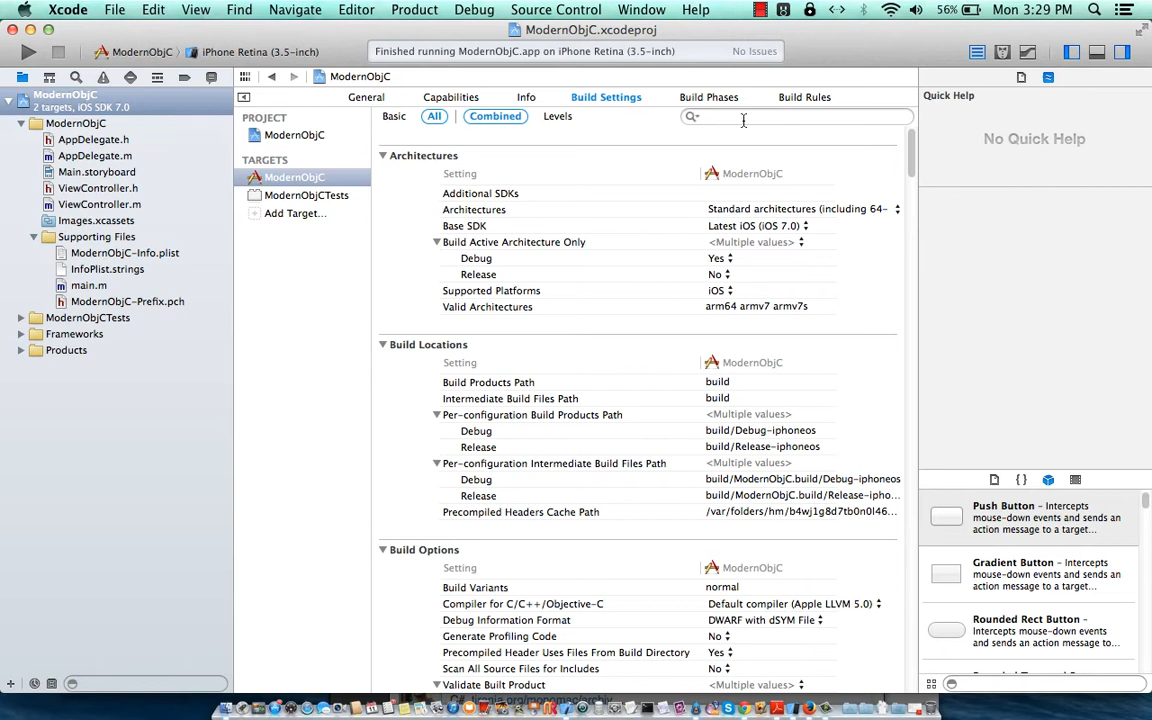 Xcode File Edit View Find Navigate Editor Product Debug Source Control Window Help 56% Mon 3:29 PM
ModernObjC.xcodeproj
ModernObjC iPhone Retina (3.5-inch) Finished running ModernObjC.app on iPhone Retina (3.5-inch) No Issues
ModernObjC
2 targets, iOS SDK 7.0
ModernObjC
AppDelegate.h
AppDelegate.m
Main.storyboard
ViewController.h
ViewController.m
Images.xcassets
Supporting Files
ModernObjC-Info.plist
InfoPlist.strings
main.m
ModernObjC-Prefix.pch
ModernObjCTests
Frameworks
Products
ModernObjC
General Capabilities Info Build Settings Build Phases Build Rules
PROJECT
ModernObjC
TARGETS
ModernObjC
ModernObjCTests
Add Target...
Basic All Combined Levels
Architectures
Setting ModernObjC
Additional SDKs
Architectures Standard architectures (including 64-
Base SDK Latest iOS (iOS 7.0)
Build Active Architecture Only <Multiple values>
Debug Yes
Release No
Supported Platforms iOS
Valid Architectures arm64 armv7 armv7s
Build Locations
Setting ModernObjC
Build Products Path build
Intermediate Build Files Path build
Per-configuration Build Products Path <Multiple values>
Debug build/Debug-iphoneos
Release build/Release-iphoneos
Per-configuration Intermediate Build Files Path <Multiple values>
Debug build/ModernObjC.build/Debug-iphoneos
Release build/ModernObjC.build/Release-ipho...
Precompiled Headers Cache Path /var/folders/hm/b4wj1g8d7tb0n0l46...
Build Options
Setting ModernObjC
Build Variants normal
Compiler for C/C++/Objective-C Default compiler (Apple LLVM 5.0)
Debug Information Format DWARF with dSYM File
Generate Profiling Code No
Precompiled Header Uses Files From Build Directory Yes
Scan All Source Files for Includes No
Validate Built Product <Multiple values>
Quick Help
No Quick Help
Push Button – Intercepts
mouse-down events and sends an
action message to a target...
Gradient Button – Intercepts
mouse-down events and sends an
action message to a target...
Rounded Rect Button –
Intercepts mouse-down events
and sends an action message to...